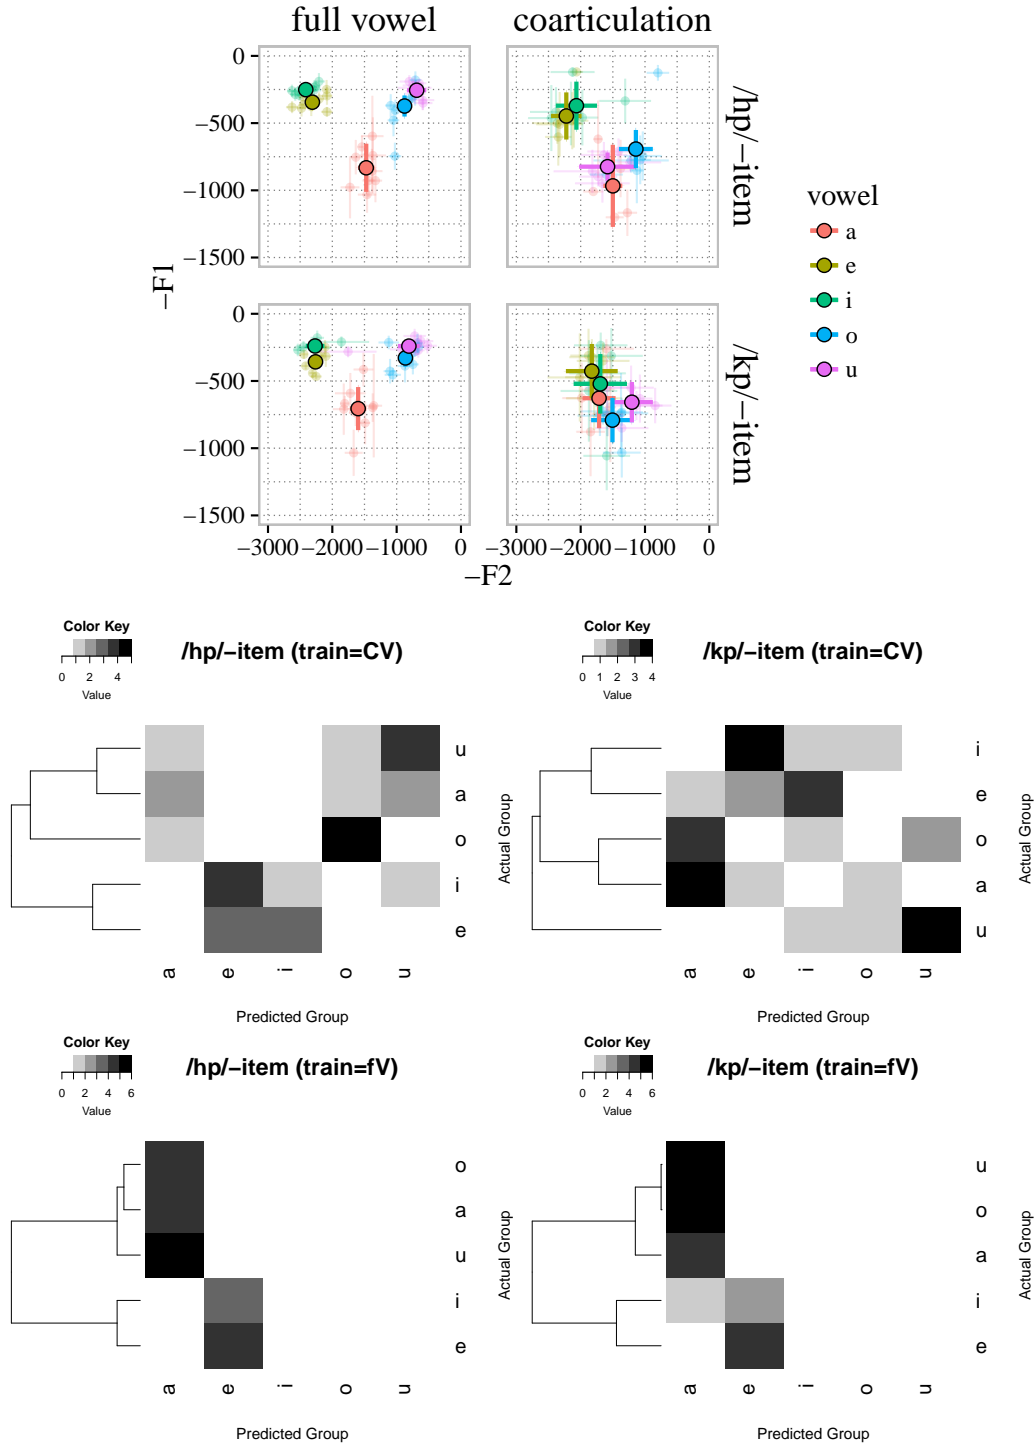 full vowel coarticulation
0
−500
−1000
−1500
/hp/−item
−F1
0
−500
−1000
−1500
/kp/−item
−3000 −2000 −1000 0 −3000 −2000 −1000 0
−F2
vowel
a
e
i
o
u
Color Key
0 2 4
Value
/hp/−item (train=CV)
u
a
o
i
e
Actual Group
a e i o u
Predicted Group
Color Key
0 1 2 3 4
Value
/kp/−item (train=CV)
i
e
o
a
u
Actual Group
a e i o u
Predicted Group
Color Key
0 2 4 6
Value
/hp/−item (train=fV)
o
a
u
i
e
Actual Group
a e i o u
Predicted Group
Color Key
0 2 4 6
Value
/kp/−item (train=fV)
u
o
a
i
e
Actual Group
a e i o u
Predicted Group